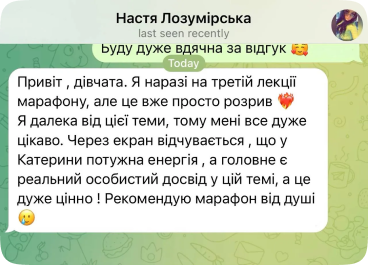 Настя Лозумірська
last seen recently
Буду дуже вдячна за відгук 🥰
Today
Привіт , дівчата. Я наразі на третій лекції
марафону, але це вже просто розрив ❤️‍🔥
Я далека від цієї теми, тому мені все дуже
цікаво. Через екран відчувається , що у
Катерини потужна енергія , а головне є
реальний особистий досвід у цій темі, а це
дуже цінно ! Рекомендую марафон від душі
🥲